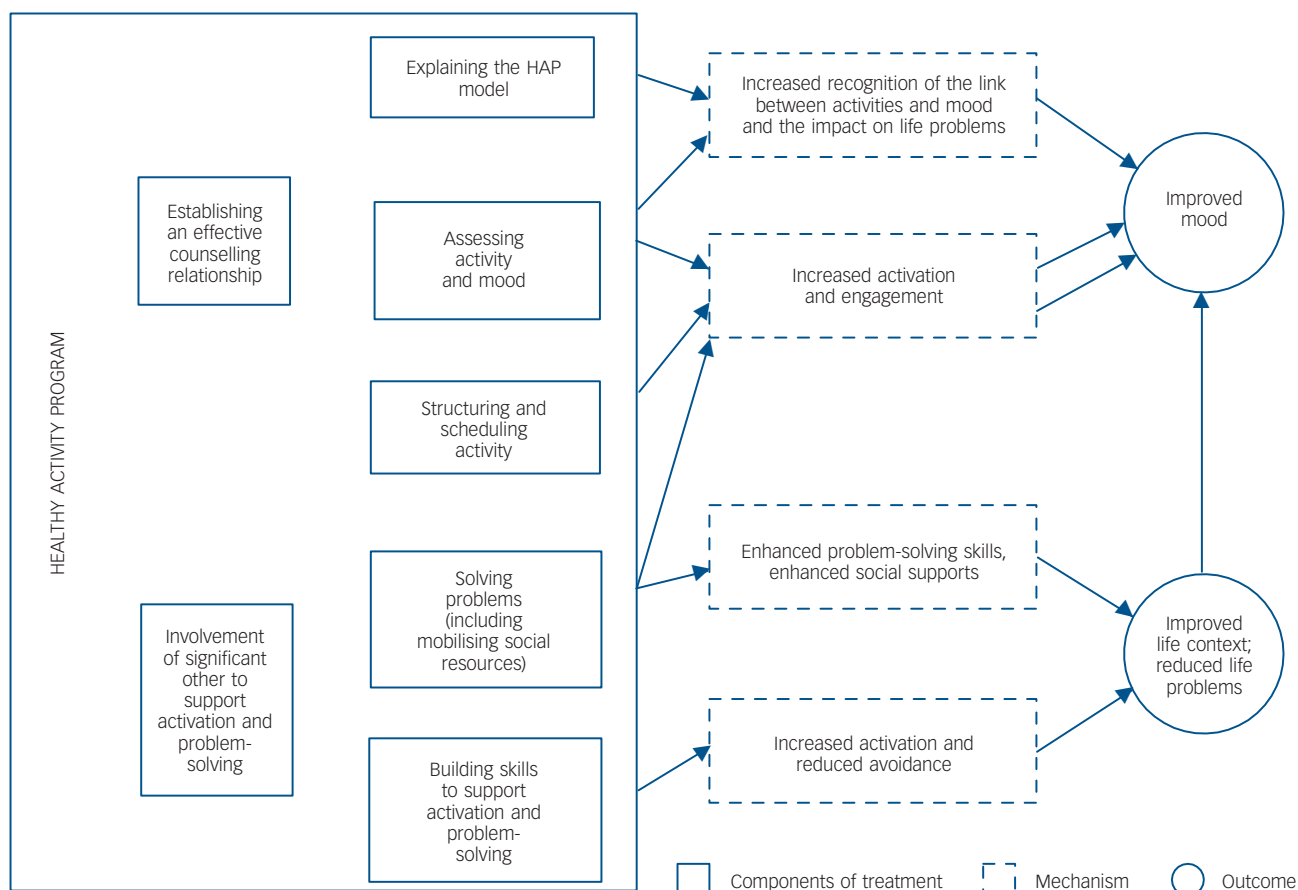 HEALTHY ACTIVITY PROGRAM
Establishing
an effective
counselling
relationship
Involvement
of significant
other to
support
activation and
problem-
solving
Explaining the HAP
model
Assessing
activity
and mood
Structuring and
scheduling
activity
Solving
problems
(including
mobilising social
resources)
Building skills
to support
activation and
problem-
solving
Increased recognition of the link
between activities and mood
and the impact on life problems
Increased activation
and engagement
Enhanced problem-solving skills,
enhanced social supports
Increased activation and
reduced avoidance
Improved
mood
Improved
life context;
reduced life
problems
Components of treatment
Mechanism
Outcome